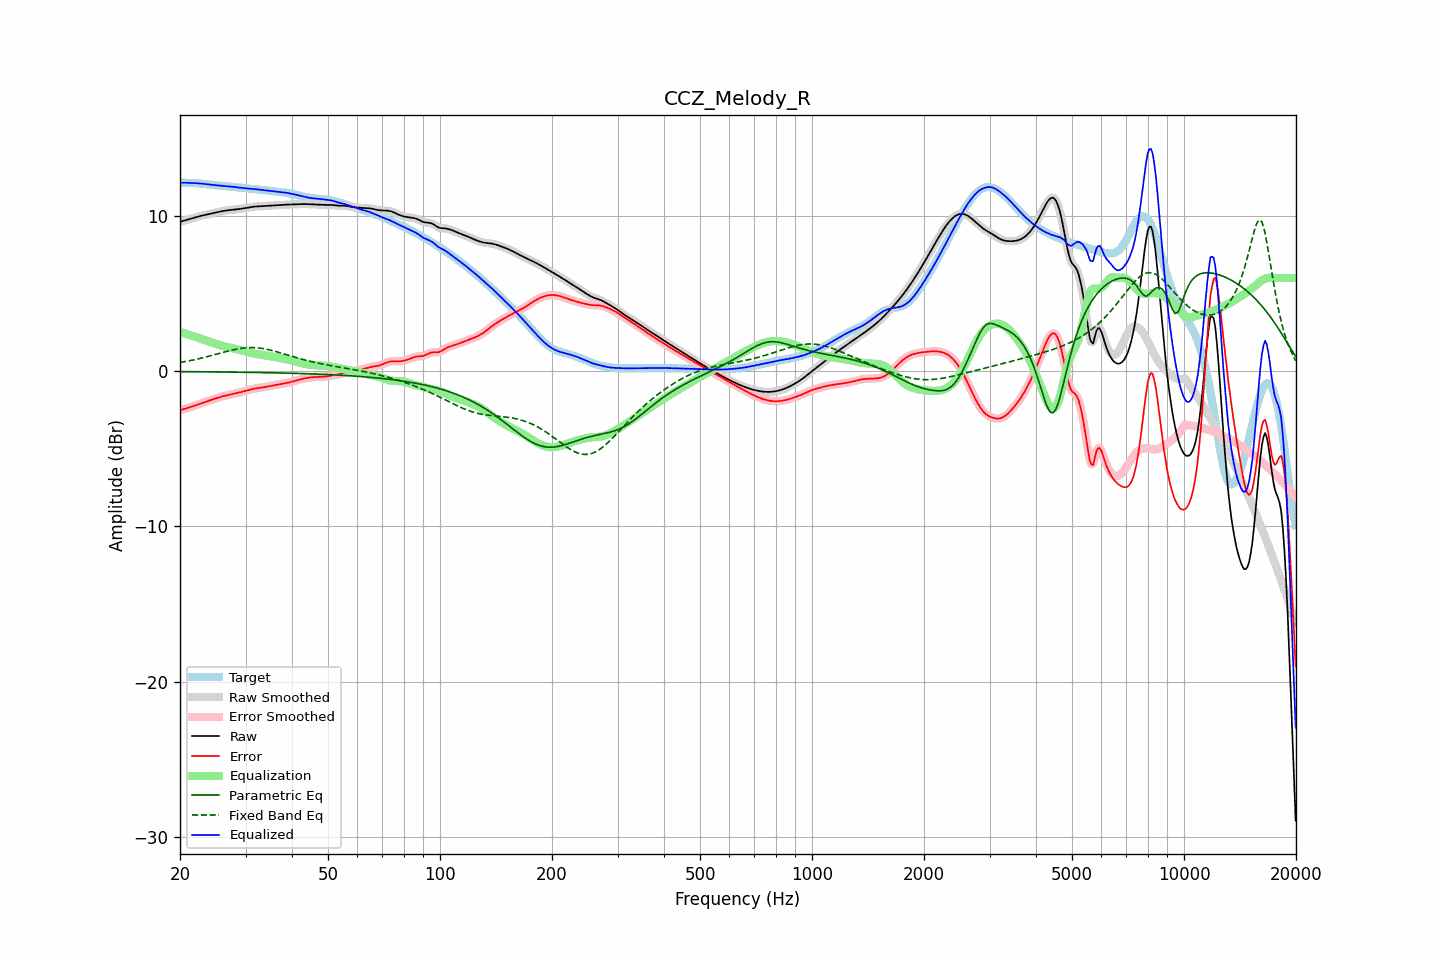 CCZ_Melody_R
10
0
−10
−20
−30
Amplitude (dBr)
Target
Raw Smoothed
Error Smoothed
Raw
Error
Equalization
Parametric Eq
Fixed Band Eq
Equalized
20 50 100 200 500 1000 2000 5000 10000 20000
Frequency (Hz)